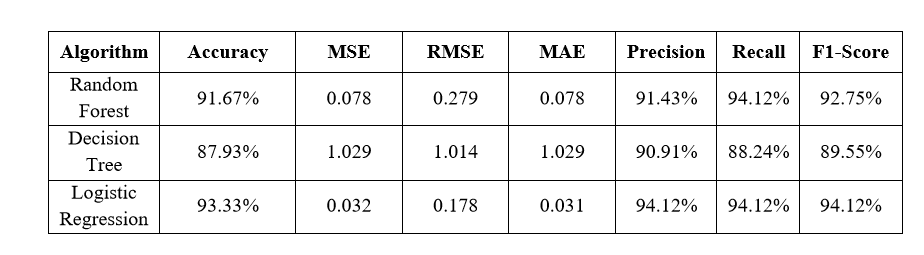 Algorithm Accuracy MSE RMSE MAE Precision Recall F1-Score
Random
Forest
91.67% 0.078 0.279 0.078 91.43% 94.12% 92.75%
Decision
Tree
87.93% 1.029 1.014 1.029 90.91% 88.24% 89.55%
Logistic
Regression
93.33% 0.032 0.178 0.031 94.12% 94.12% 94.12%